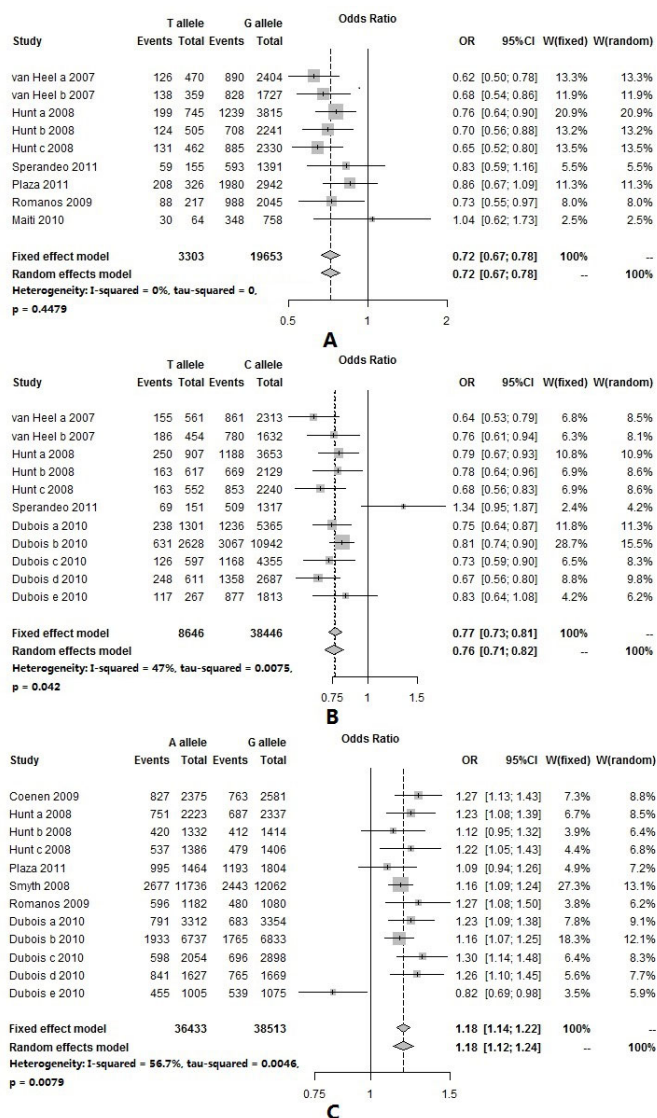 T allele G allele Odds Ratio
Study Events Total Events Total OR 95%CI W(fixed) W(random)
van Heel a 2007 126 470 890 2404 0.62 [0.50; 0.78] 13.3% 13.3%
van Heel b 2007 138 359 828 1727 0.68 [0.54; 0.86] 11.9% 11.9%
Hunt a 2008 199 745 1239 3815 0.76 [0.64; 0.90] 20.9% 20.9%
Hunt b 2008 124 505 708 2241 0.70 [0.56; 0.88] 13.2% 13.2%
Hunt c 2008 131 462 885 2330 0.65 [0.52; 0.80] 13.5% 13.5%
Sperandeo 2011 59 155 593 1391 0.83 [0.59; 1.16] 5.5% 5.5%
Plaza 2011 208 326 1980 2942 0.86 [0.67; 1.09] 11.3% 11.3%
Romanos 2009 88 217 988 2045 0.73 [0.55; 0.97] 8.0% 8.0%
Maiti 2010 30 64 348 758 1.04 [0.62; 1.73] 2.5% 2.5%
Fixed effect model 3303 19653 0.72 [0.67; 0.78] 100% --
Random effects model 0.72 [0.67; 0.78] -- 100%
Heterogeneity: I-squared = 0%, tau-squared = 0,
p = 0.4479
0.5 1 2
A
T allele C allele Odds Ratio
Study Events Total Events Total OR 95%CI W(fixed) W(random)
van Heel a 2007 155 561 861 2313 0.64 [0.53; 0.79] 6.8% 8.5%
van Heel b 2007 186 454 780 1632 0.76 [0.61; 0.94] 6.3% 8.1%
Hunt a 2008 250 907 1188 3653 0.79 [0.67; 0.93] 10.8% 10.9%
Hunt b 2008 163 617 669 2129 0.78 [0.64; 0.96] 6.9% 8.6%
Hunt c 2008 163 552 853 2240 0.68 [0.56; 0.83] 6.9% 8.6%
Sperandeo 2011 69 151 509 1317 1.34 [0.95; 1.87] 2.4% 4.2%
Dubois a 2010 238 1301 1236 5365 0.75 [0.64; 0.87] 11.8% 11.3%
Dubois b 2010 631 2628 3067 10942 0.81 [0.74; 0.90] 28.7% 15.5%
Dubois c 2010 126 597 1168 4355 0.73 [0.59; 0.90] 6.5% 8.3%
Dubois d 2010 248 611 1358 2687 0.67 [0.56; 0.80] 8.8% 9.8%
Dubois e 2010 117 267 877 1813 0.83 [0.64; 1.08] 4.2% 6.2%
Fixed effect model 8646 38446 0.77 [0.73; 0.81] 100% --
Random effects model 0.76 [0.71; 0.82] -- 100%
Heterogeneity: I-squared = 47%, tau-squared = 0.0075,
p = 0.042
0.75 1 1.5
B
A allele G allele Odds Ratio
Study Events Total Events Total OR 95%CI W(fixed) W(random)
Coenen 2009 827 2375 763 2581 1.27 [1.13; 1.43] 7.3% 8.8%
Hunt a 2008 751 2223 687 2337 1.23 [1.08; 1.39] 6.7% 8.5%
Hunt b 2008 420 1332 412 1414 1.12 [0.95; 1.32] 3.9% 6.4%
Hunt c 2008 537 1386 479 1406 1.22 [1.05; 1.43] 4.4% 6.8%
Plaza 2011 995 1464 1193 1804 1.09 [0.94; 1.26] 4.9% 7.2%
Smyth 2008 2677 11736 2443 12062 1.16 [1.09; 1.24] 27.3% 13.1%
Romanos 2009 596 1182 480 1080 1.27 [1.08; 1.50] 3.8% 6.2%
Dubois a 2010 791 3312 683 3354 1.23 [1.09; 1.38] 7.8% 9.1%
Dubois b 2010 1933 6737 1765 6833 1.16 [1.07; 1.25] 18.3% 12.1%
Dubois c 2010 598 2054 696 2898 1.30 [1.14; 1.48] 6.4% 8.3%
Dubois d 2010 841 1627 765 1669 1.26 [1.10; 1.45] 5.6% 7.7%
Dubois e 2010 455 1005 539 1075 0.82 [0.69; 0.98] 3.5% 5.9%
Fixed effect model 36433 38513 1.18 [1.14; 1.22] 100% --
Random effects model 1.18 [1.12; 1.24] -- 100%
Heterogeneity: I-squared = 56.7%, tau-squared = 0.0046,
p = 0.0079
0.75 1 1.5
C